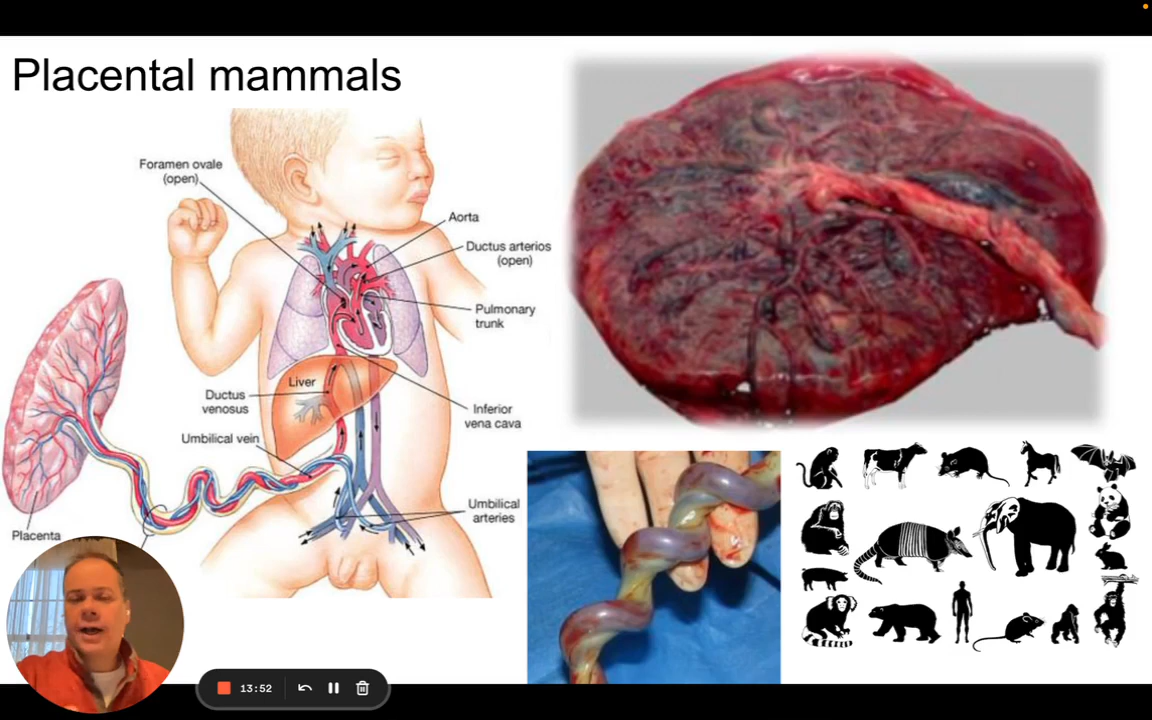 Placental mammals
Foramen ovale
(open)
Aorta
Ductus arterios
(open)
Pulmonary
trunk
Liver
Ductus
venosus
Inferior
vena cava
Umbilical vein
Umbilical
arteries
Placenta
13:52